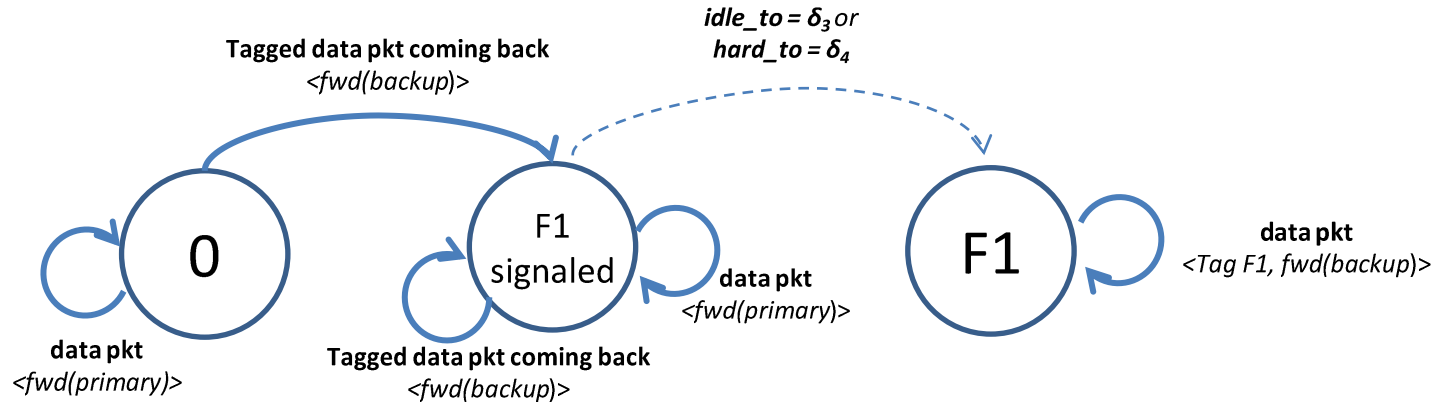 idle_to = δ3 or
hard_to = δ4
Tagged data pkt coming back
<fwd(backup)>
0
F1
signaled
F1
data pkt
<fwd(primary)>
Tagged data pkt coming back
<fwd(backup)>
data pkt
<fwd(primary)>
data pkt
<Tag F1, fwd(backup)>